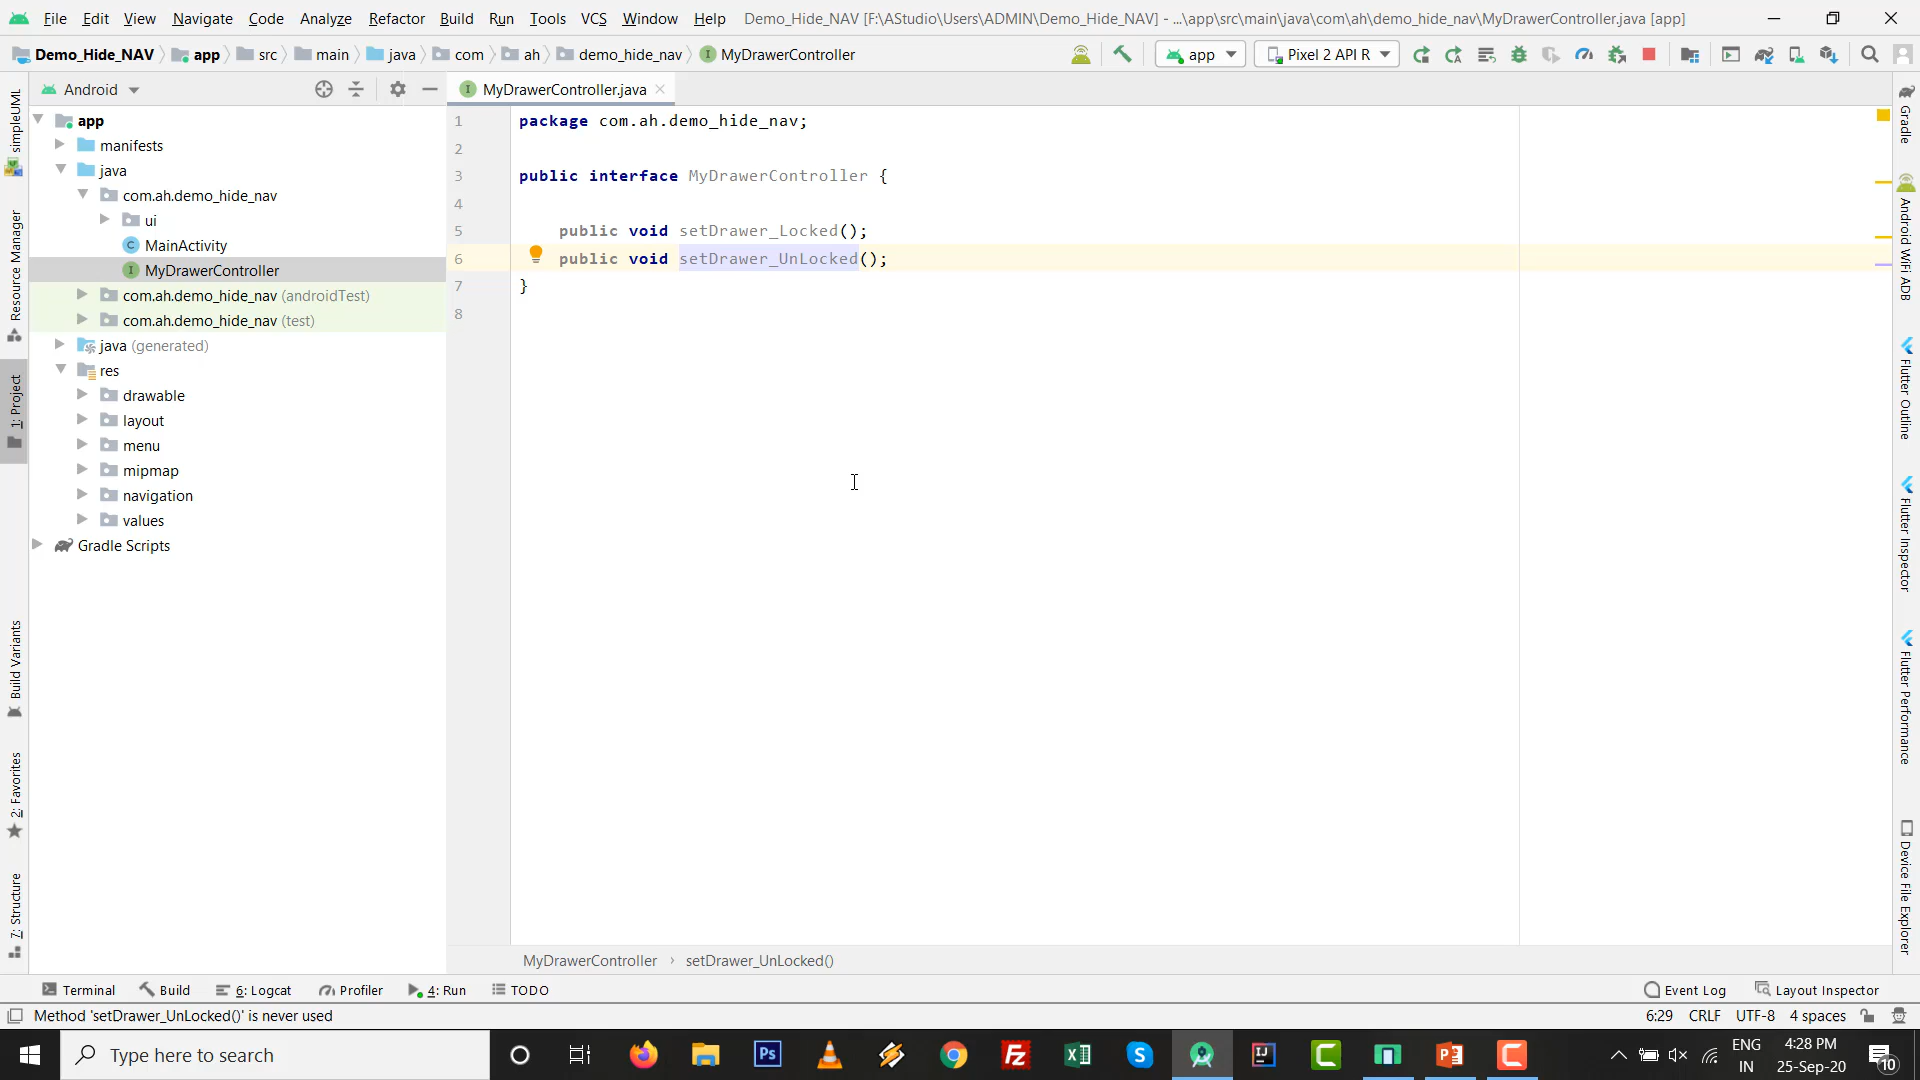 File Edit View Navigate Code Analyze Refactor Build Run Tools VCS Window Help Demo_Hide_NAV [F:\AStudio\Users\ADMIN\Demo_Hide_NAV] - ...\app\src\main\java\com\ah\demo_hide_nav\MyDrawerController.java [app]
Demo_Hide_NAV app src main java com ah demo_hide_nav MyDrawerController app Pixel 2 API R
Android
MyDrawerController.java
app
manifests
java
com.ah.demo_hide_nav
ui
MainActivity
MyDrawerController
com.ah.demo_hide_nav (androidTest)
com.ah.demo_hide_nav (test)
java (generated)
res
drawable
layout
menu
mipmap
navigation
values
Gradle Scripts
1 package com.ah.demo_hide_nav;
2
3 public interface MyDrawerController {
4
5 public void setDrawer_Locked();
6 public void setDrawer_UnLocked();
7 }
8
simpleUML
Resource Manager
1: Project
Build Variants
2: Favorites
7: Structure
Gradle
Android WiFi ADB
Flutter Outline
Flutter Inspector
Flutter Performance
Device File Explorer
MyDrawerController › setDrawer_UnLocked()
Terminal Build 6: Logcat Profiler 4: Run TODO Event Log Layout Inspector
Method 'setDrawer_UnLocked()' is never used 6:29 CRLF UTF-8 4 spaces
Type here to search
Ps
Fz
X
S
IJ
C
P
C
ENG
IN
4:28 PM
25-Sep-20
10